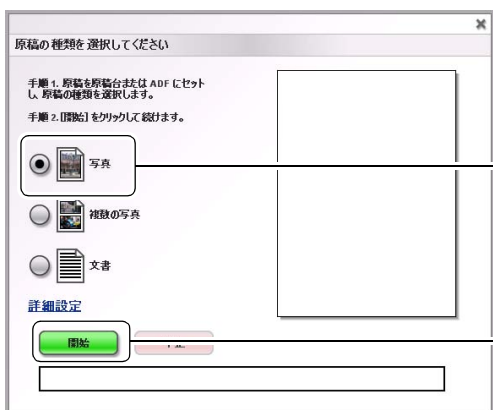 原稿の種類を選択してください
手順 1. 原稿を原稿台または ADF にセット
し、原稿の種類を選択します。
手順 2. [開始] をクリックして続けます。
写真
複数の写真
文書
詳細設定
開始